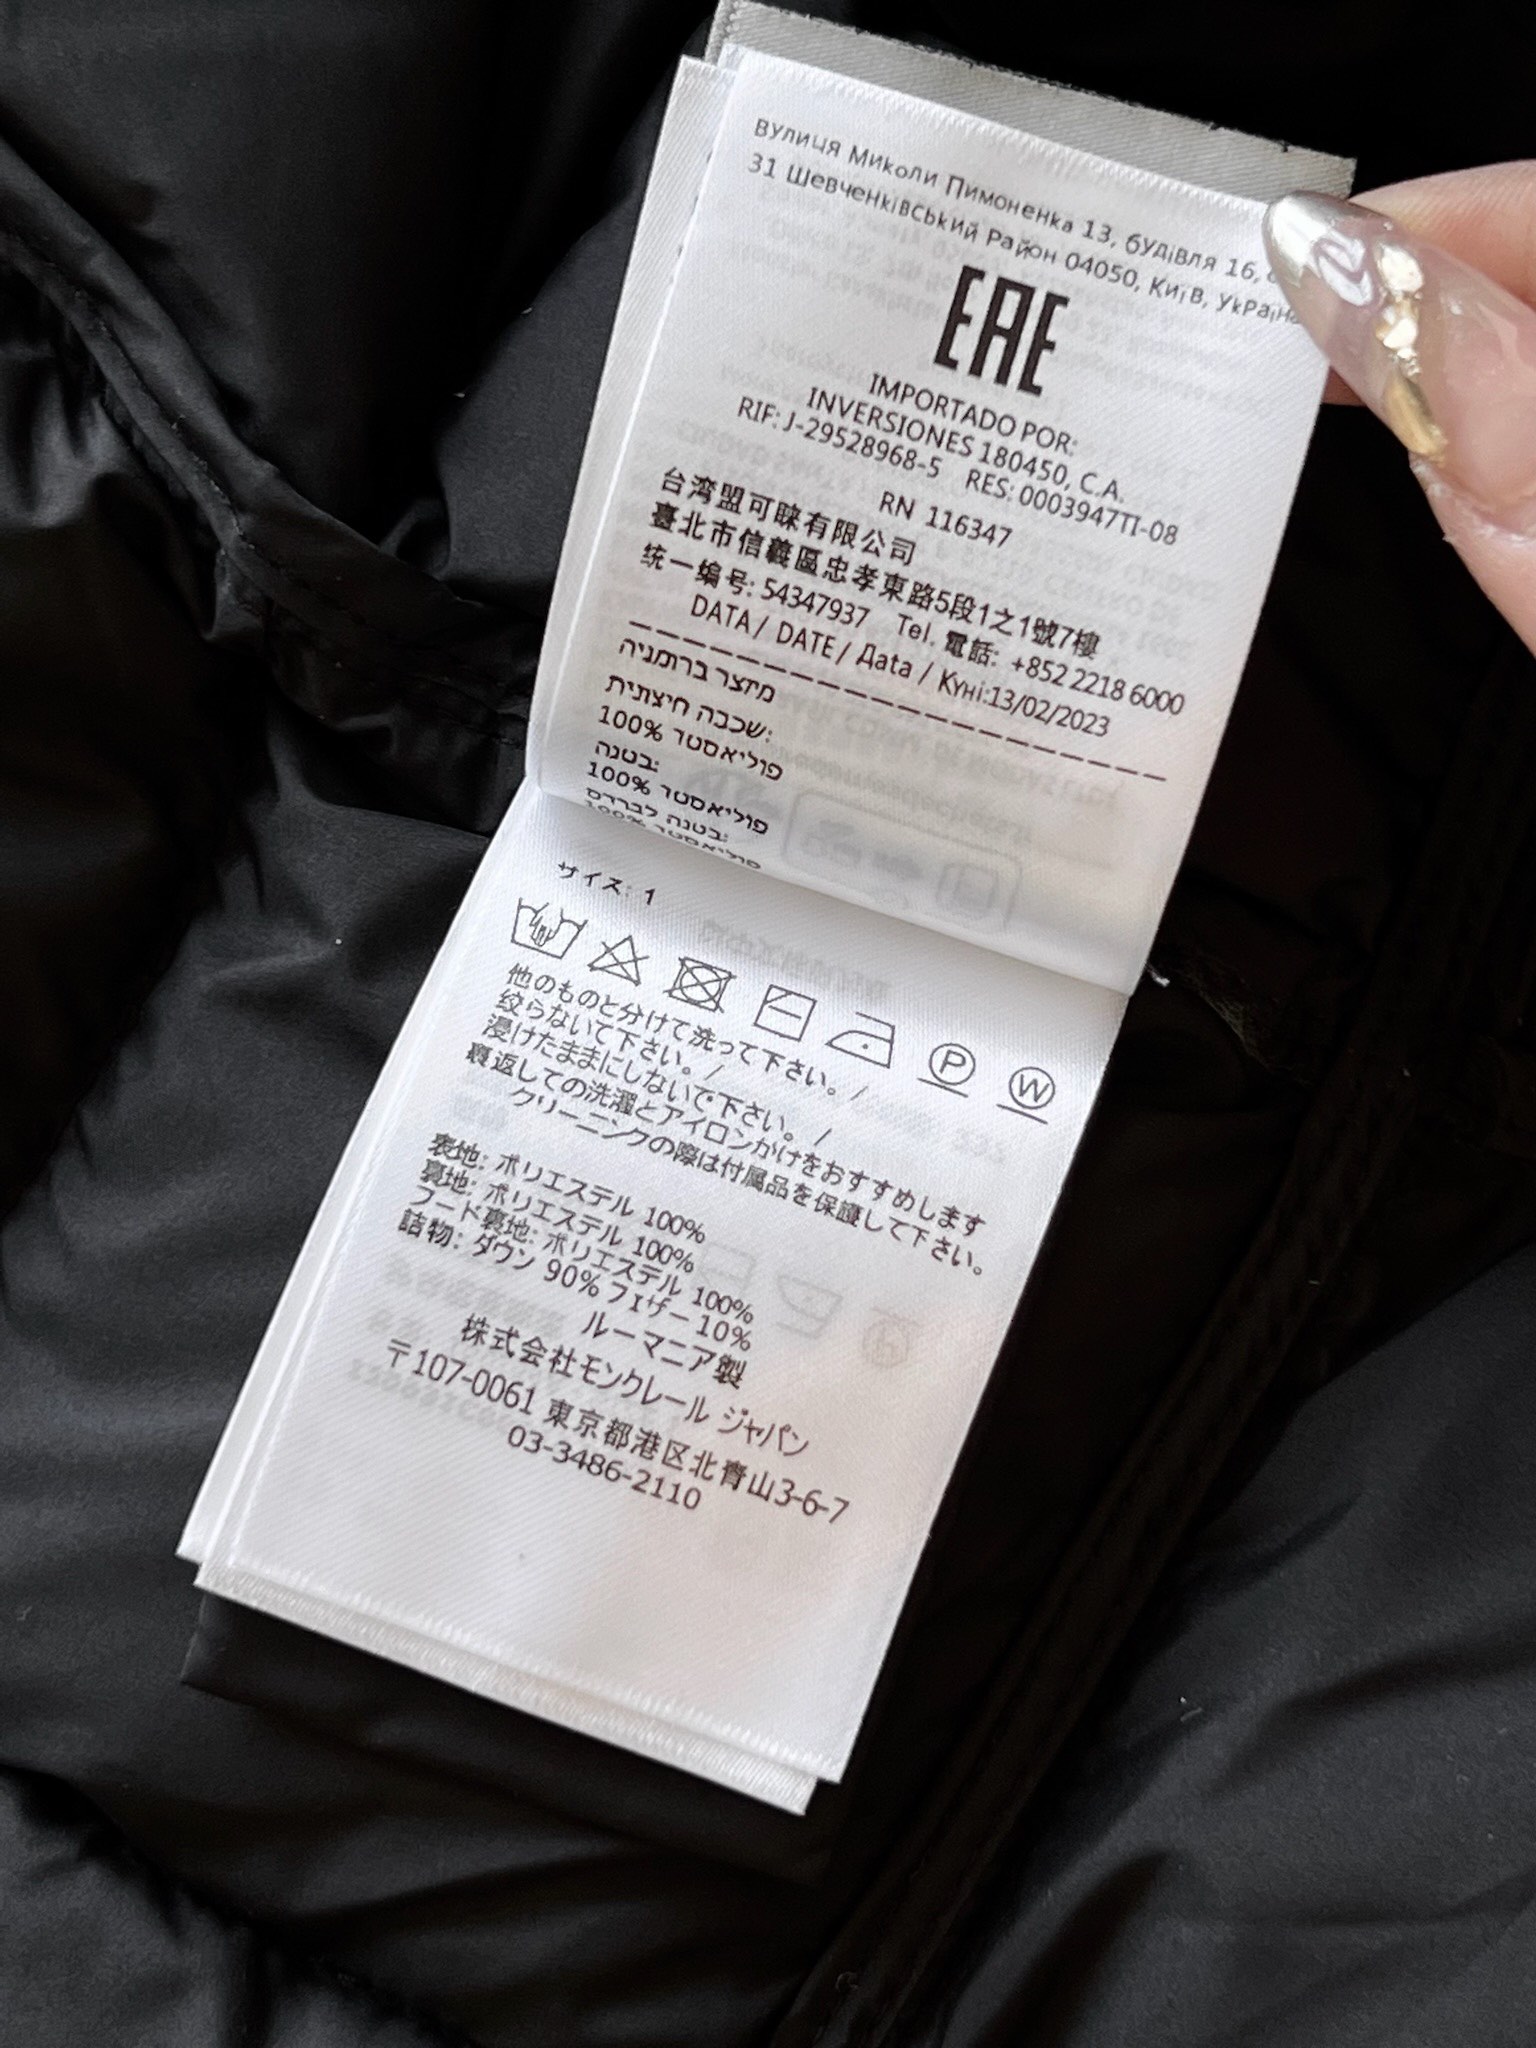 вулиця Миколи Пимоненка 13, будівля 16,
31 Шевченківський Район 04050, Київ, Україна
EAC
IMPORTADO POR:
INVERSIONES 180450, C.A.
RIF: J-29528968-5 RES: 0003947TI-08
RN 116347
台湾盟可睐有限公司
臺北市信義區忠孝東路5段1之1號7樓
统一编号: 54347937 Tel. 電話: +852 2218 6000
DATA/ DATE/ Дата / Күні:13/02/2023
מיוצר ברומניה
שכבה חיצונית:
100% פוליאסטר
בטנה:
100% פוליאסטר
בטנה לברדס:
100% פוליאסטר
サイズ: 1
P
W
他のものと分けて洗って下さい。/
絞らないで下さい。/
浸けたままにしないで下さい。/
裏返しての洗濯とアイロンがけをおすすめします
クリーニングの際は付属品を保護して下さい。
表地: ポリエステル 100%
裏地: ポリエステル 100%
フード裏地: ポリエステル 100%
詰物: ダウン 90% フェザー 10%
ルーマニア製
株式会社モンクレール ジャパン
〒107-0061 東京都港区北青山3-6-7
03-3486-2110